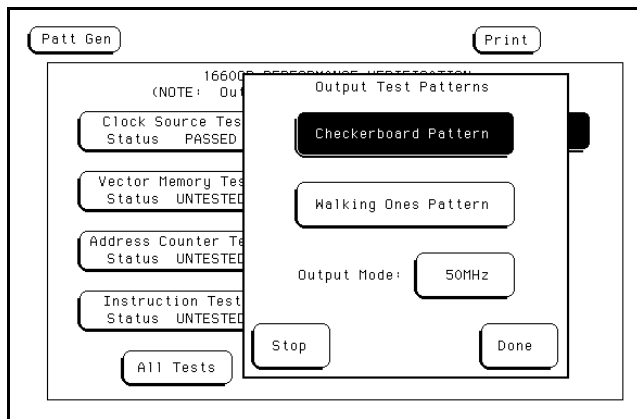 Patt Gen
Print
(NOTE: Out
Clock Source Tes
Status PASSED
Vector Memory Tes
Status UNTESTED
Address Counter Te
Status UNTESTED
Instruction Test
Status UNTESTED
All Tests
Output Test Patterns
Checkerboard Pattern
Walking Ones Pattern
Output Mode: 50MHz
Stop
Done